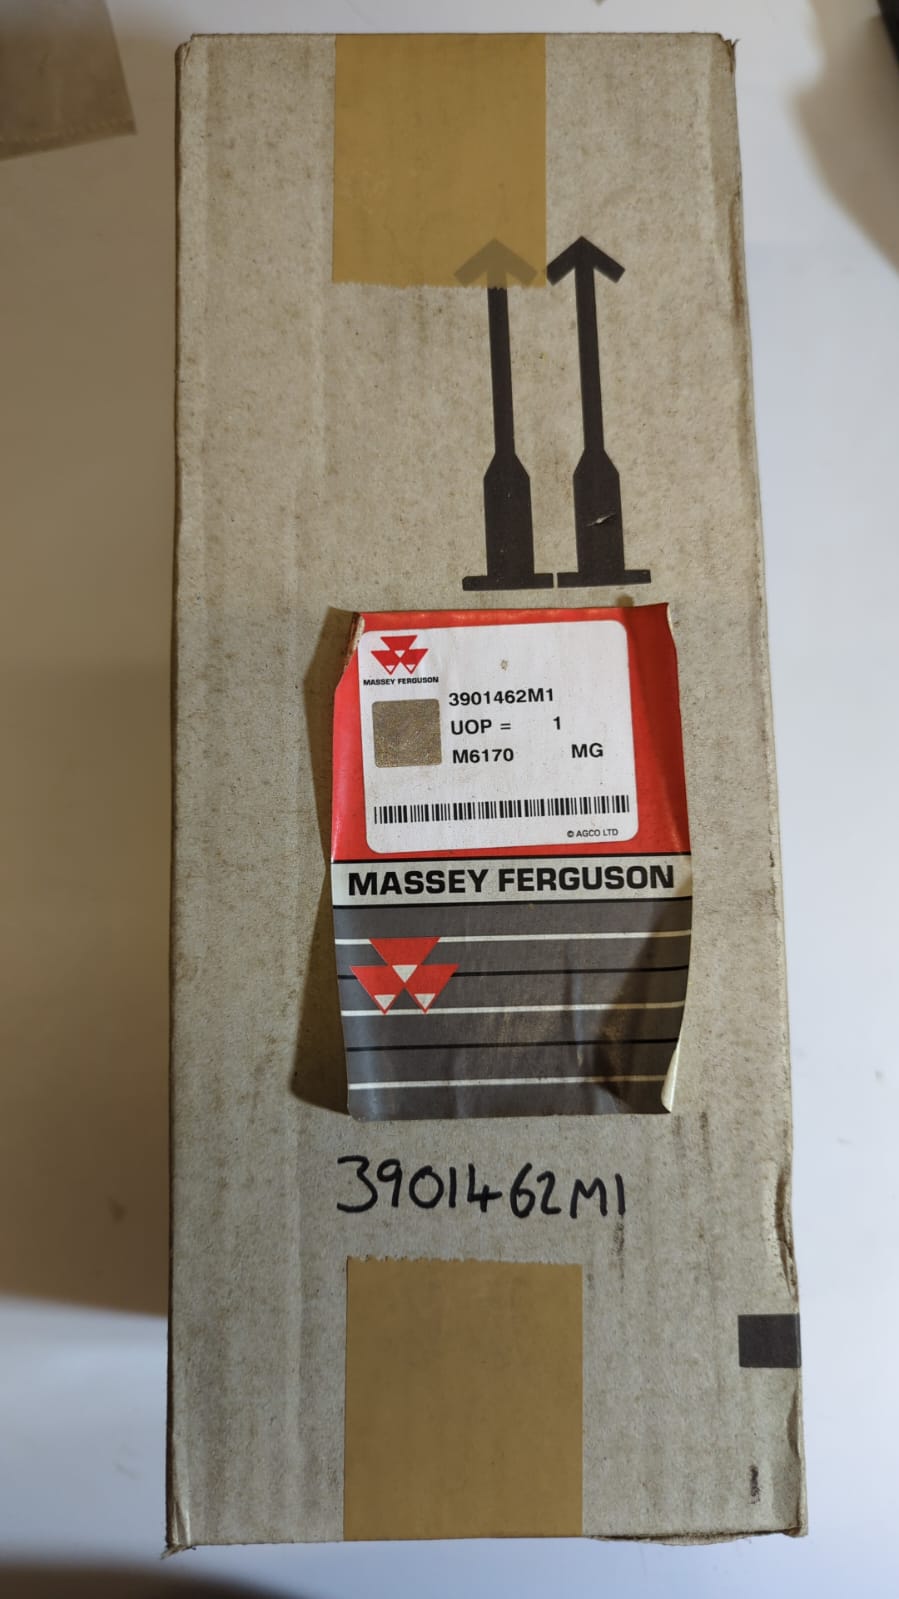 MASSEY FERGUSON
3901462M1
UOP = 1
M6170 MG
© AGCO LTD
MASSEY FERGUSON
3901462M1